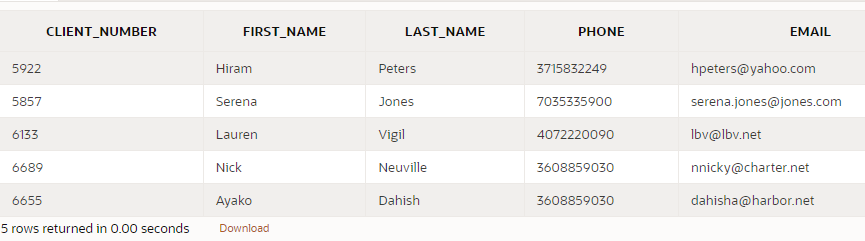 CLIENT_NUMBER FIRST_NAME LAST_NAME PHONE EMAIL
5922 Hiram Peters 3715832249 hpeters@yahoo.com
5857 Serena Jones 7035335900 serena.jones@jones.com
6133 Lauren Vigil 4072220090 lbv@lbv.net
6689 Nick Neuville 3608859030 nnicky@charter.net
6655 Ayako Dahish 3608859030 dahisha@harbor.net
5 rows returned in 0.00 seconds Download